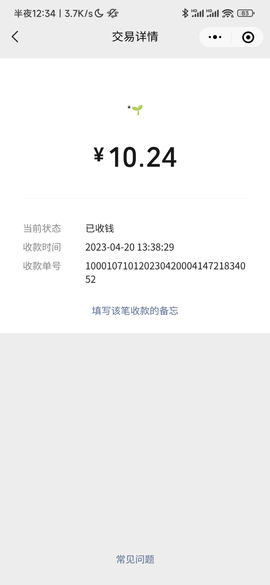 半夜12:34 | 3.7K/s
83
交易详情
¥10.24
当前状态 已收钱
收款时间 2023-04-20 13:38:29
收款单号 100010710120230420004147218340
52
填写该笔收款的备忘
常见问题